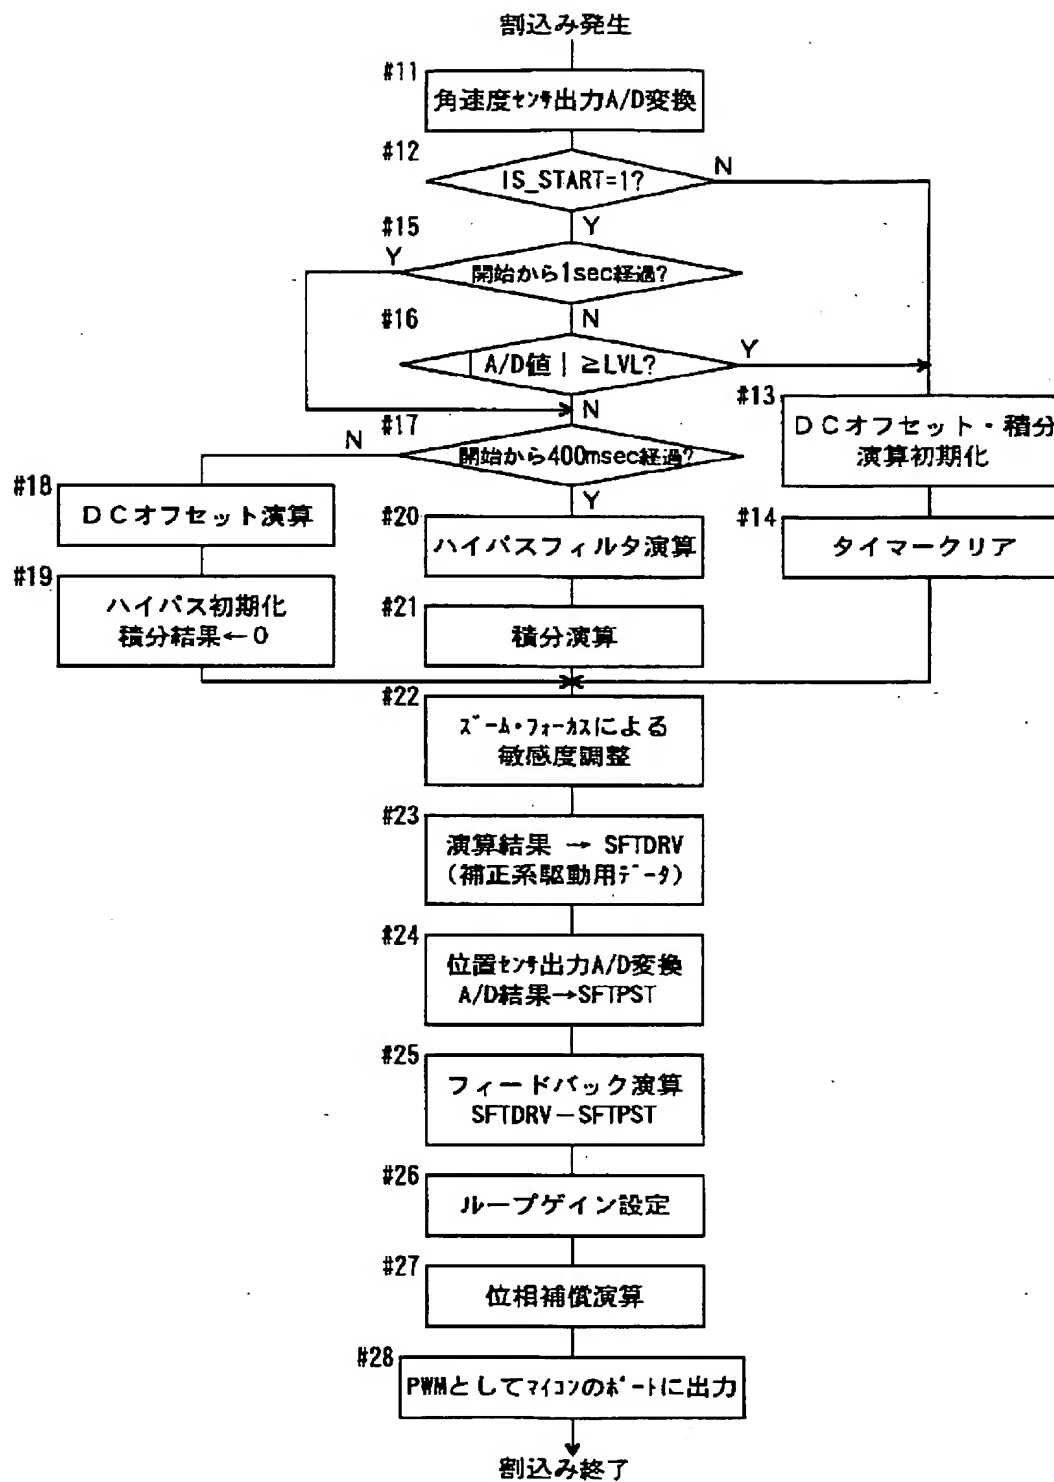 割込み発生
#11
角速度ｾﾝｻ出力A/D変換
#12
IS_START=1?
N
Y
#15
Y
開始から1sec経過?
N
#16
|A/D値| ≧LVL?
Y
N
#13
DCオフセット・積分
演算初期化
#17
N
開始から400msec経過?
Y
#18
DCオフセット演算
#20
ハイパスフィルタ演算
#14
タイマークリア
#19
ハイパス初期化
積分結果←0
#21
積分演算
#22
ｽﾞｰﾑ・ﾌｫｰｶｽによる
敏感度調整
#23
演算結果 → SFTDRV
(補正系駆動用ﾃﾞｰﾀ)
#24
位置ｾﾝｻ出力A/D変換
A/D結果→SFTPST
#25
フィードバック演算
SFTDRV－SFTPST
#26
ループゲイン設定
#27
位相補償演算
#28
PWMとしてﾏｲｺﾝのﾎﾟｰﾄに出力
割込み終了